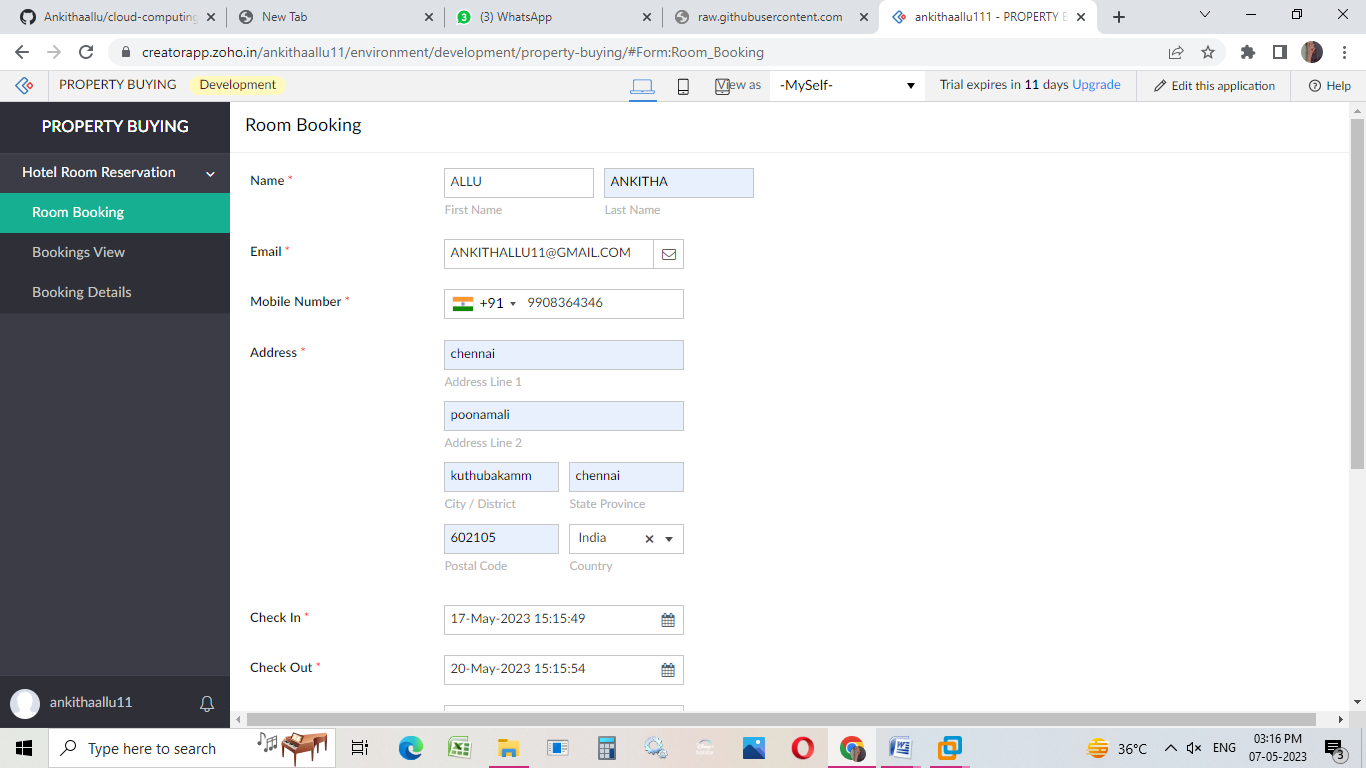 Ankithaallu/cloud-computing
New Tab
3 (3) WhatsApp
raw.githubusercontent.com
ankithaallu111 - PROPERTY B
creatorapp.zoho.in/ankithaallu11/environment/development/property-buying/#Form:Room_Booking
PROPERTY BUYING Development View as -MySelf- Trial expires in 11 days Upgrade Edit this application Help
PROPERTY BUYING
Hotel Room Reservation
Room Booking
Bookings View
Booking Details
ankithaallu11
Room Booking
Name * ALLU ANKITHA
First Name Last Name
Email * ANKITHALLU11@GMAIL.COM
Mobile Number * +91 9908364346
Address * chennai
Address Line 1
poonamali
Address Line 2
kuthubakamm chennai
City / District State Province
602105 India
Postal Code Country
Check In * 17-May-2023 15:15:49
Check Out * 20-May-2023 15:15:54
Type here to search
36°C ENG 03:16 PM
07-05-2023 3